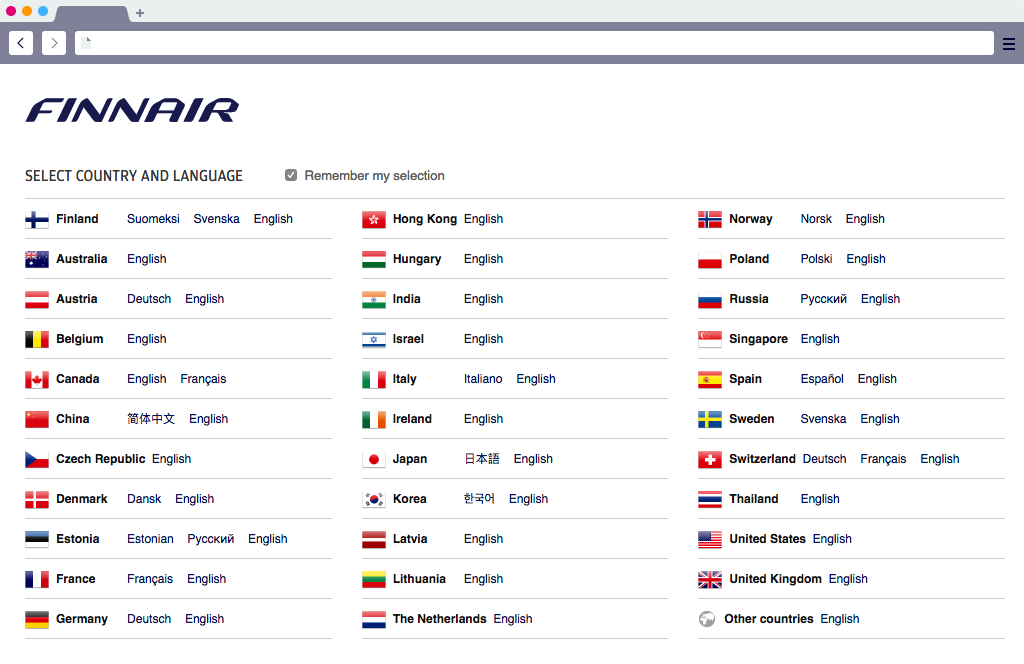 FINNAIR
SELECT COUNTRY AND LANGUAGE Remember my selection
Finland Suomeksi Svenska English
Australia English
Austria Deutsch English
Belgium English
Canada English Français
China 简体中文 English
Czech Republic English
Denmark Dansk English
Estonia Estonian Русский English
France Français English
Germany Deutsch English
Hong Kong English
Hungary English
India English
Israel English
Italy Italiano English
Ireland English
Japan 日本語 English
Korea 한국어 English
Latvia English
Lithuania English
The Netherlands English
Norway Norsk English
Poland Polski English
Russia Русский English
Singapore English
Spain Español English
Sweden Svenska English
Switzerland Deutsch Français English
Thailand English
United States English
United Kingdom English
Other countries English